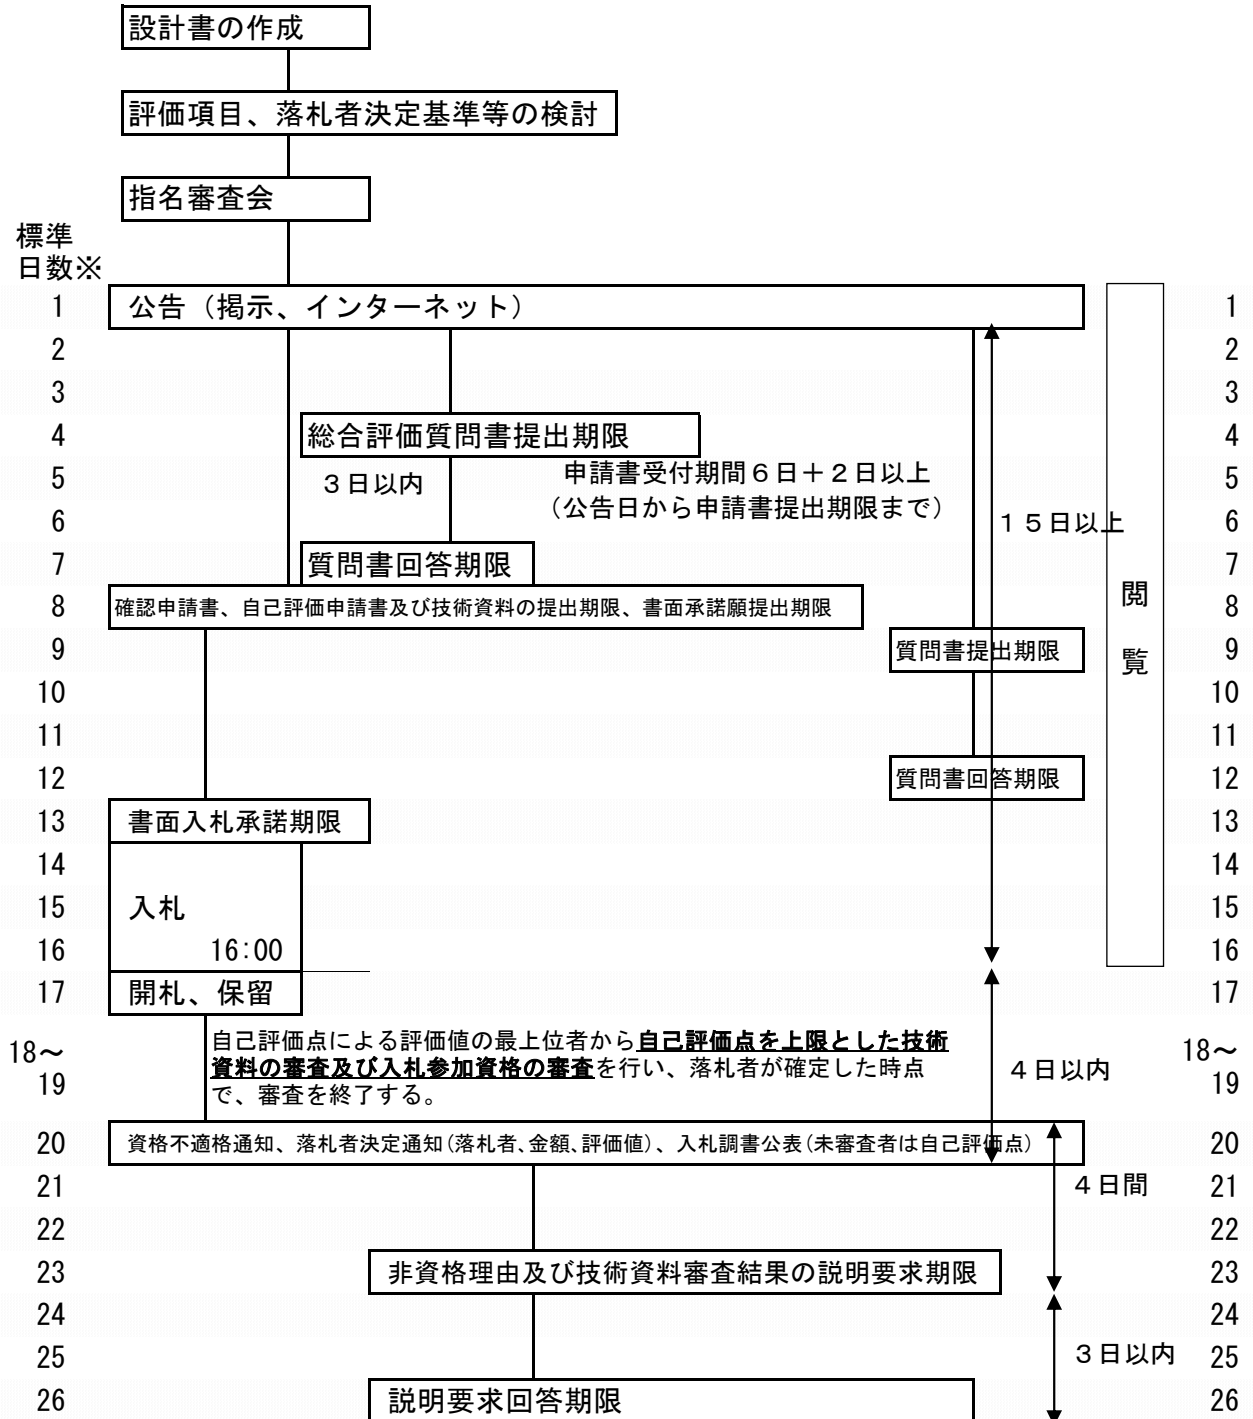 設計書の作成
評価項目、落札者決定基準等の検討
指名審査会
標準
日数※
1 公告（掲示、インターネット） 1
2 2
3 3
4 総合評価質問書提出期限 4
5 ３日以内 申請書受付期間６日＋２日以上 5
6 （公告日から申請書提出期限まで） １５日以上 6
7 質問書回答期限 7
8 確認申請書、自己評価申請書及び技術資料の提出期限、書面承諾願提出期限 8
閲覧
9 質問書提出期限 9
10 10
11 11
12 質問書回答期限 12
13 書面入札承諾期限 13
14 14
15 入札 15
16 16:00 16
17 開札、保留 17
18～ 自己評価点による評価値の最上位者から自己評価点を上限とした技術 18～
資料の審査及び入札参加資格の審査を行い、落札者が確定した時点 ４日以内
19 で、審査を終了する。 19
20 資格不適格通知、落札者決定通知（落札者、金額、評価値）、入札調書公表（未審査者は自己評価点） 20
21 ４日間 21
22 22
23 非資格理由及び技術資料審査結果の説明要求期限 23
24 24
25 ３日以内 25
26 説明要求回答期限 26